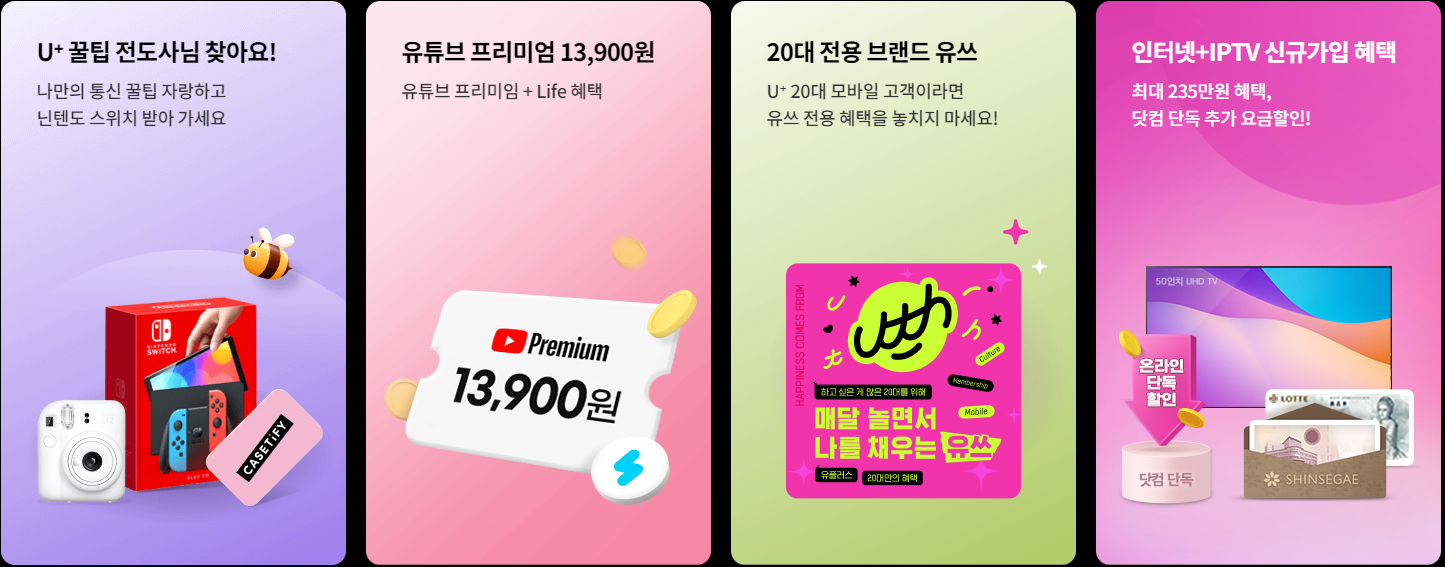 U⁺ 꿀팁 전도사님 찾아요!
나만의 통신 꿀팁 자랑하고
닌텐도 스위치 받아 가세요
NINTENDO
SWITCH
CASETiFY
유튜브 프리미엄 13,900원
유튜브 프리미임 + Life 혜택
Premium
13,900원
20대 전용 브랜드 유쓰
U⁺ 20대 모바일 고객이라면
유쓰 전용 혜택을 놓치지 마세요!
HAPPINESS COMES FROM
Culture
Membership
Mobile
하고 싶은 게 많은 20대를 위해
매달 놀면서
나를 채우는 유쓰
유플러스
20대만의 혜택
인터넷+IPTV 신규가입 혜택
최대 235만원 혜택,
닷컴 단독 추가 요금할인!
50인치 UHD TV
온라인
단독
할인
닷컴 단독
LOTTE
SHINSEGAE